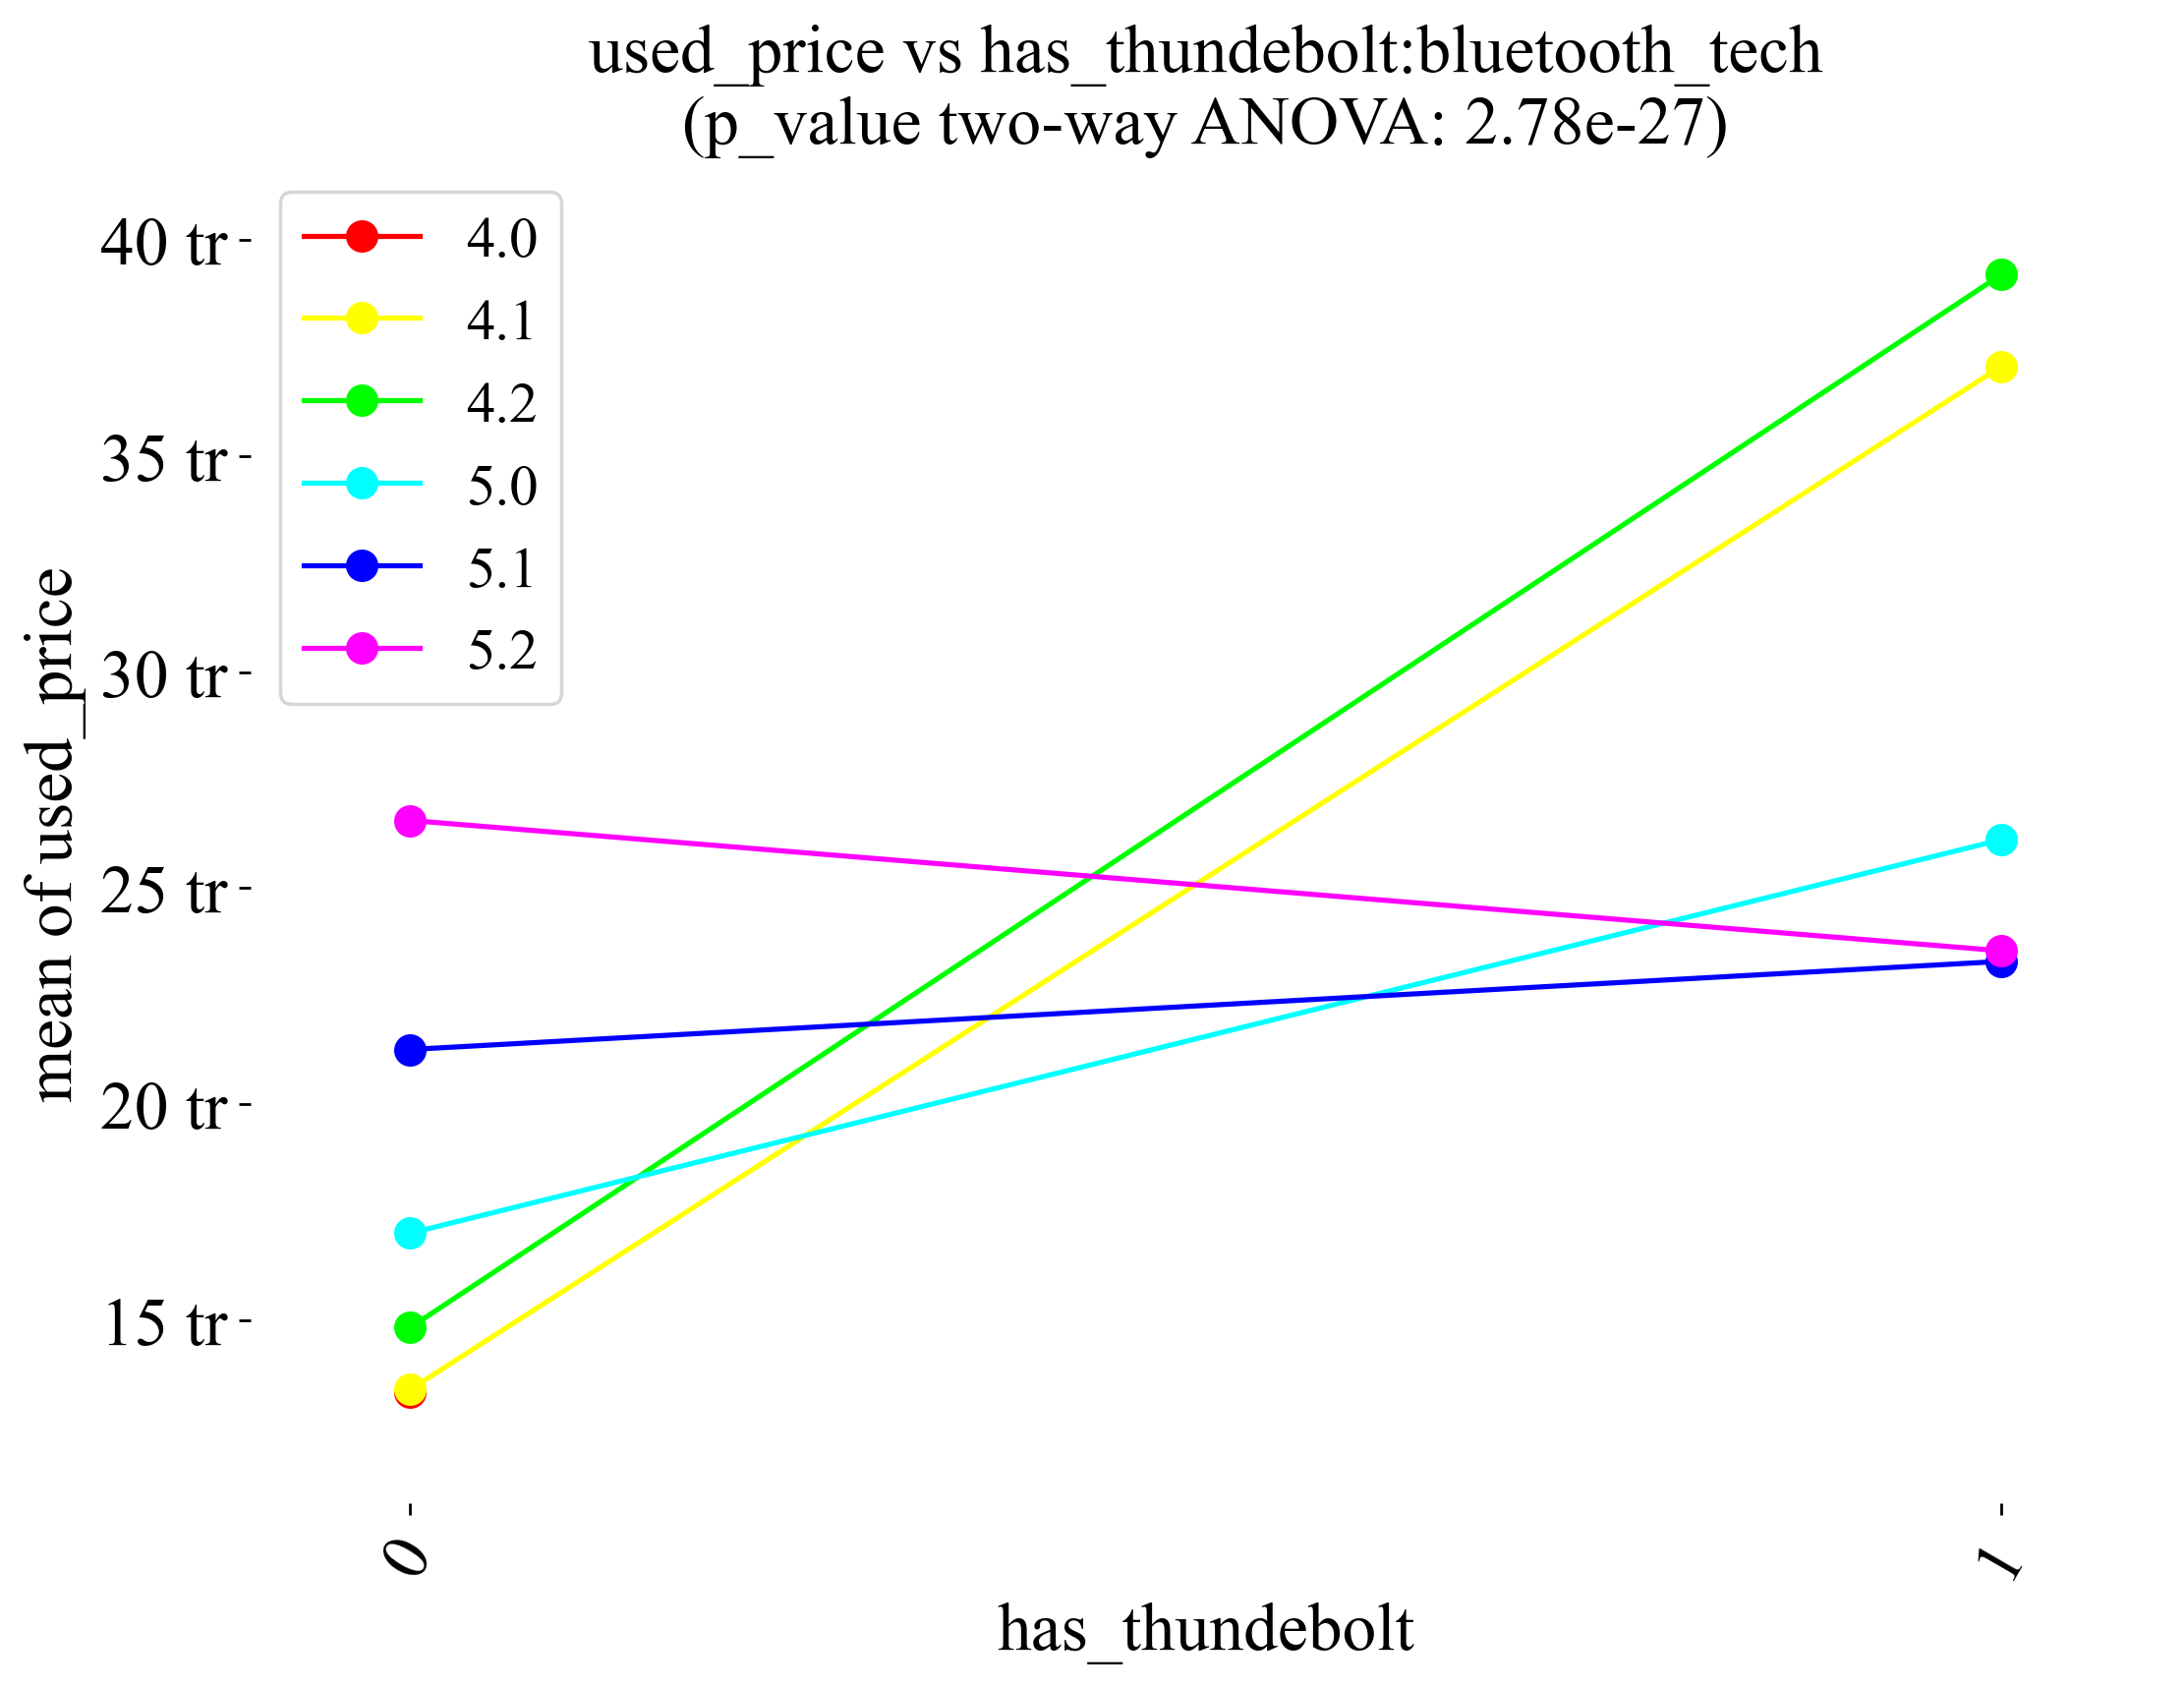 used_price vs has_thundebolt:bluetooth_tech
(p_value two-way ANOVA: 2.78e-27)
4.0
4.1
4.2
5.0
5.1
5.2
mean of used_price
40 tr
35 tr
30 tr
25 tr
20 tr
15 tr
0
1
has_thundebolt